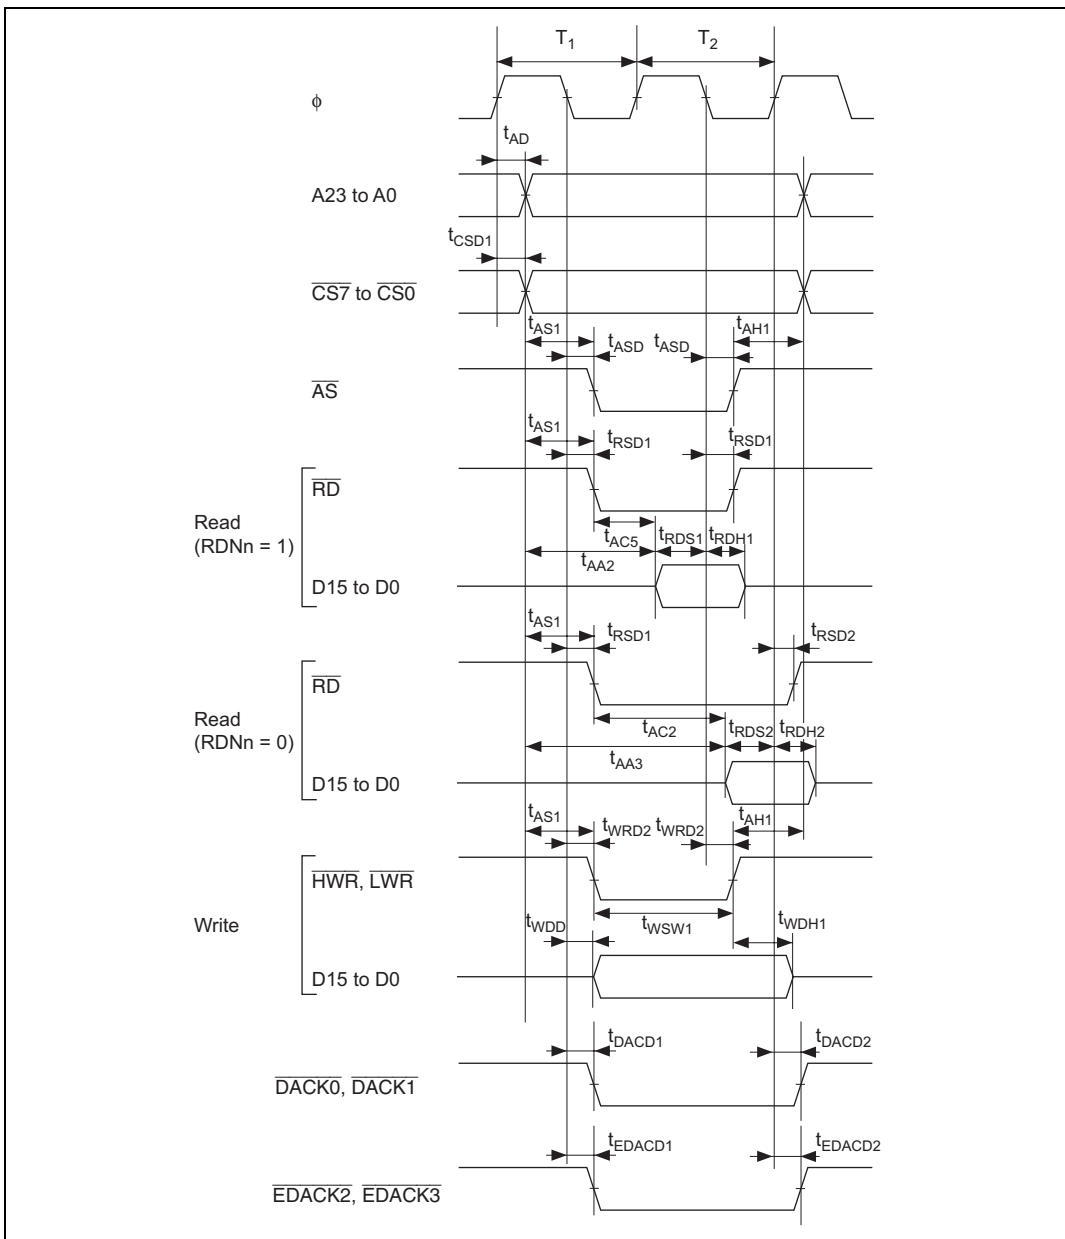 T1 T2
φ
tAD
A23 to A0
tCSD1
CS7 to CS0
tAS1 tASD tASD tAH1
AS
tAS1 tRSD1 tRSD1
RD
Read
(RDNn = 1)
tAC5 tRDS1 tRDH1
tAA2
D15 to D0
tAS1 tRSD1 tRSD2
RD
Read
(RDNn = 0)
tAC2 tRDS2 tRDH2
tAA3
D15 to D0
tAS1 tWRD2 tWRD2 tAH1
HWR, LWR
Write
tWDD tWSW1 tWDH1
D15 to D0
tDACD1 tDACD2
DACK0, DACK1
tEDACD1 tEDACD2
EDACK2, EDACK3